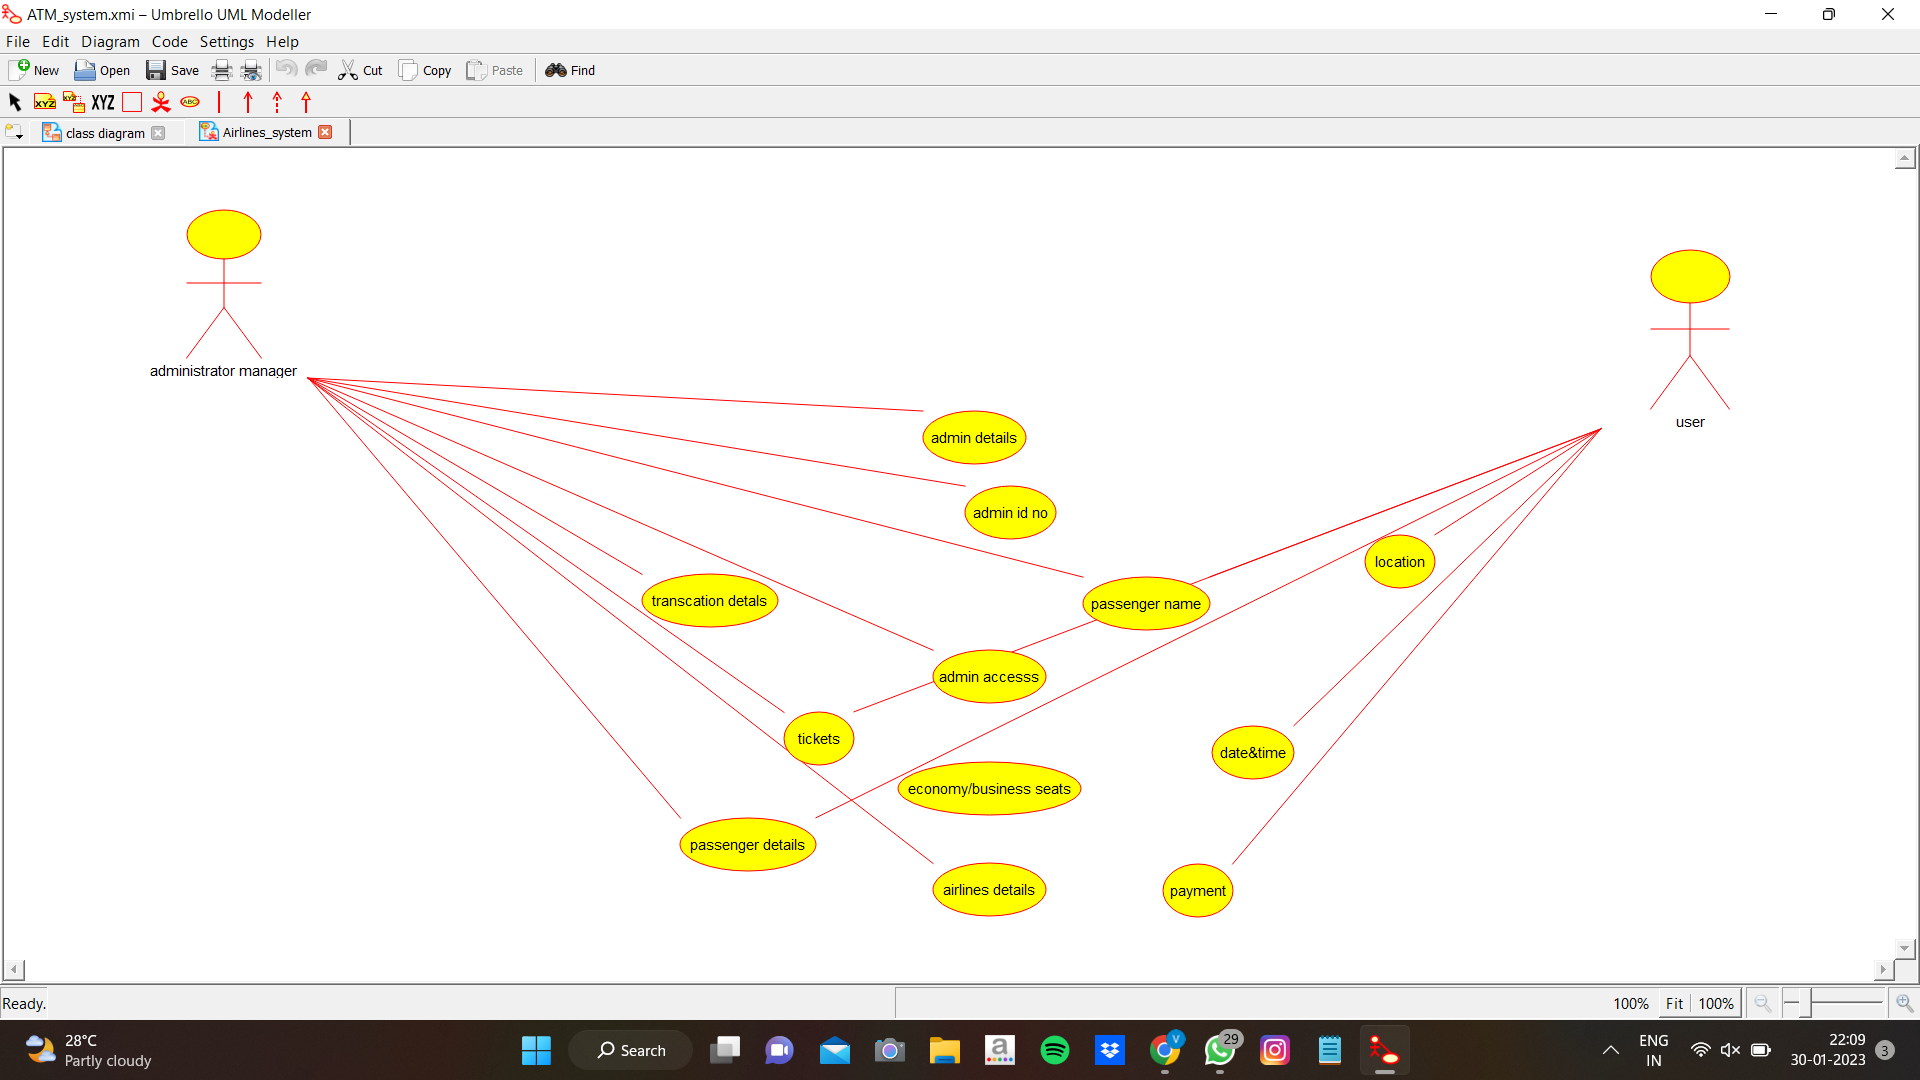 ATM_system.xmi – Umbrello UML Modeller
File Edit Diagram Code Settings Help
New Open Save Cut Copy Paste Find
XYZ XYZ XYZ ABC
class diagram Airlines_system
administrator manager
user
admin details
admin id no
location
transcation detals
passenger name
admin accesss
tickets
date&time
economy/business seats
passenger details
airlines details
payment
Ready. 100% Fit 100%
28°C
Partly cloudy
Search
a
V
29
ENG
IN
22:09
30-01-2023
3